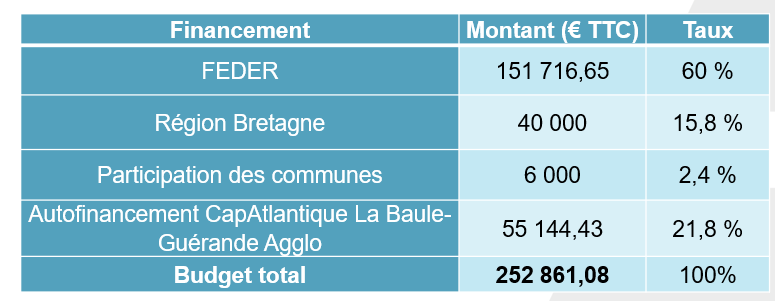 Financement Montant (€ TTC) Taux
FEDER 151 716,65 60 %
Région Bretagne 40 000 15,8 %
Participation des communes 6 000 2,4 %
Autofinancement CapAtlantique La Baule-
Guérande Agglo 55 144,43 21,8 %
Budget total 252 861,08 100%